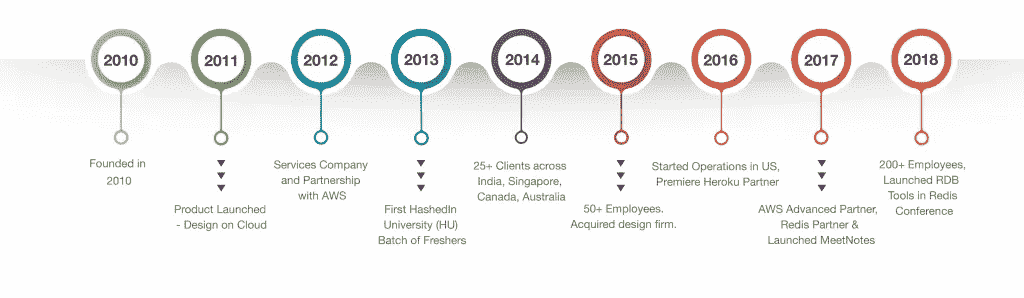 2010
2011
2012
2013
2014
2015
2016
2017
2018
Founded in
2010
Product Launched
- Design on Cloud
Services Company
and Partnership
with AWS
First HashedIn
University (HU)
Batch of Freshers
25+ Clients across
India, Singapore,
Canada, Australia
50+ Employees.
Acquired design firm.
Started Operations in US,
Premiere Heroku Partner
AWS Advanced Partner,
Redis Partner &
Launched MeetNotes
200+ Employees,
Launched RDB
Tools in Redis
Conference